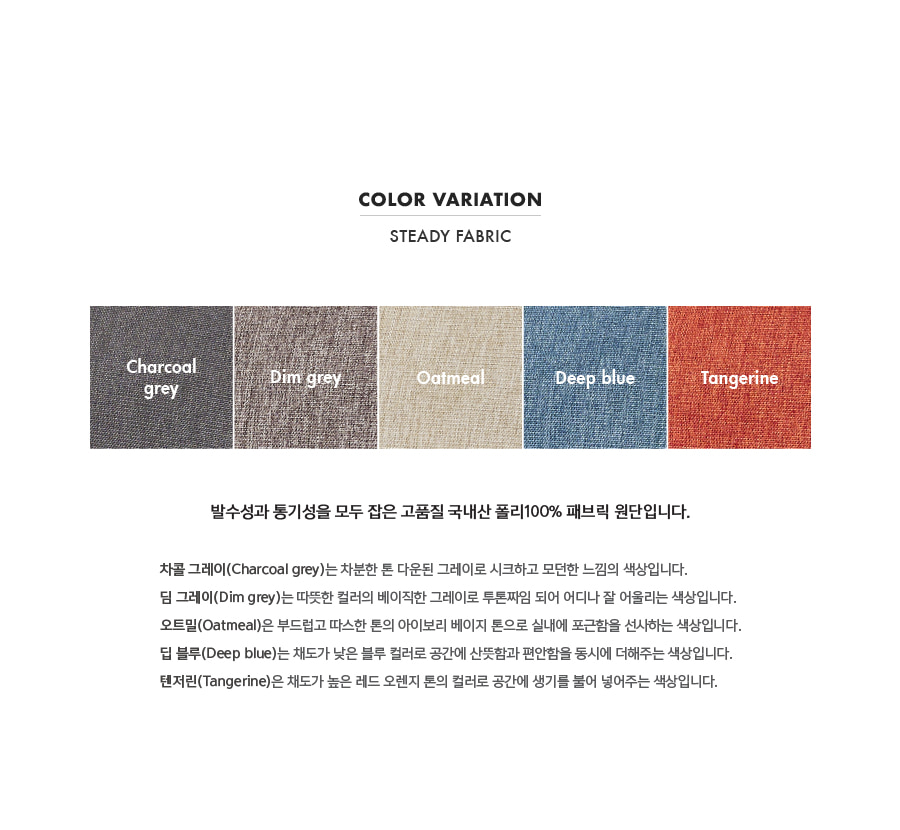 COLOR VARIATION
STEADY FABRIC
Charcoal
grey
Dim grey
Oatmeal
Deep blue
Tangerine
발수성과 통기성을 모두 잡은 고품질 국내산 폴리100% 패브릭 원단입니다.
차콜 그레이(Charcoal grey)는 차분한 톤 다운된 그레이로 시크하고 모던한 느낌의 색상입니다.
딤 그레이(Dim grey)는 따뜻한 컬러의 베이직한 그레이로 투톤짜임 되어 어디나 잘 어울리는 색상입니다.
오트밀(Oatmeal)은 부드럽고 따스한 톤의 아이보리 베이지 톤으로 실내에 포근함을 선사하는 색상입니다.
딥 블루(Deep blue)는 채도가 낮은 블루 컬러로 공간에 산뜻함과 편안함을 동시에 더해주는 색상입니다.
텐저린(Tangerine)은 채도가 높은 레드 오렌지 톤의 컬러로 공간에 생기를 불어 넣어주는 색상입니다.